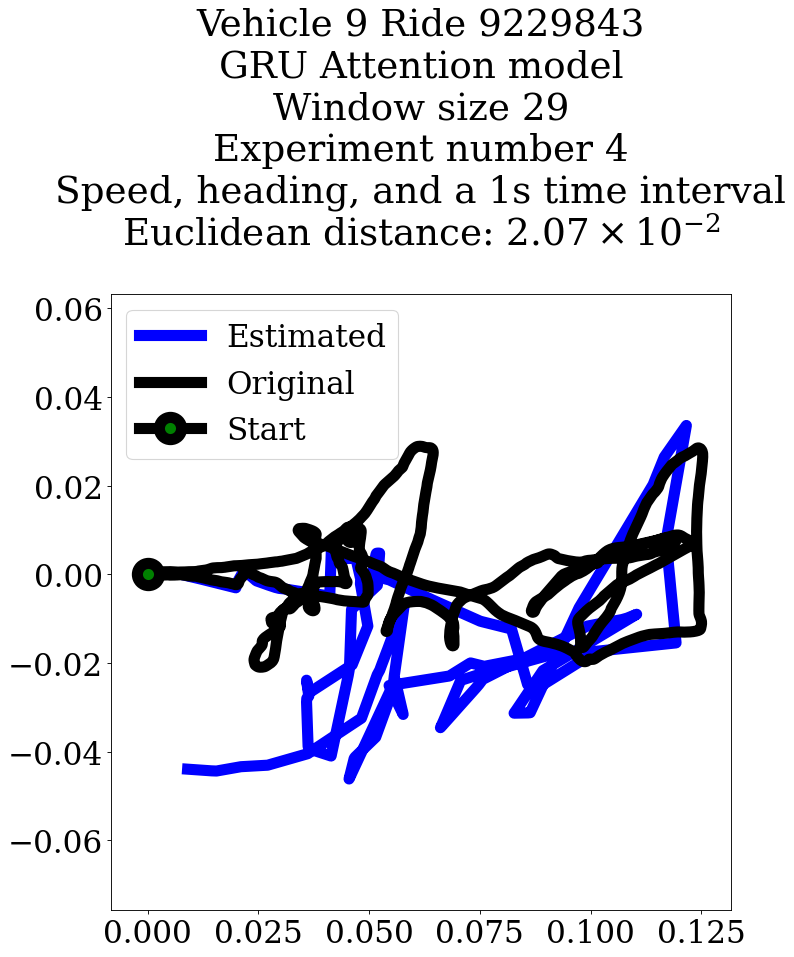 Vehicle 9 Ride 9229843
GRU Attention model
Window size 29
Experiment number 4
Speed, heading, and a 1s time interval
Euclidean distance: 2.07 × 10⁻²
Estimated
Original
Start
0.06
0.04
0.02
0.00
−0.02
−0.04
−0.06
0.000 0.025 0.050 0.075 0.100 0.125